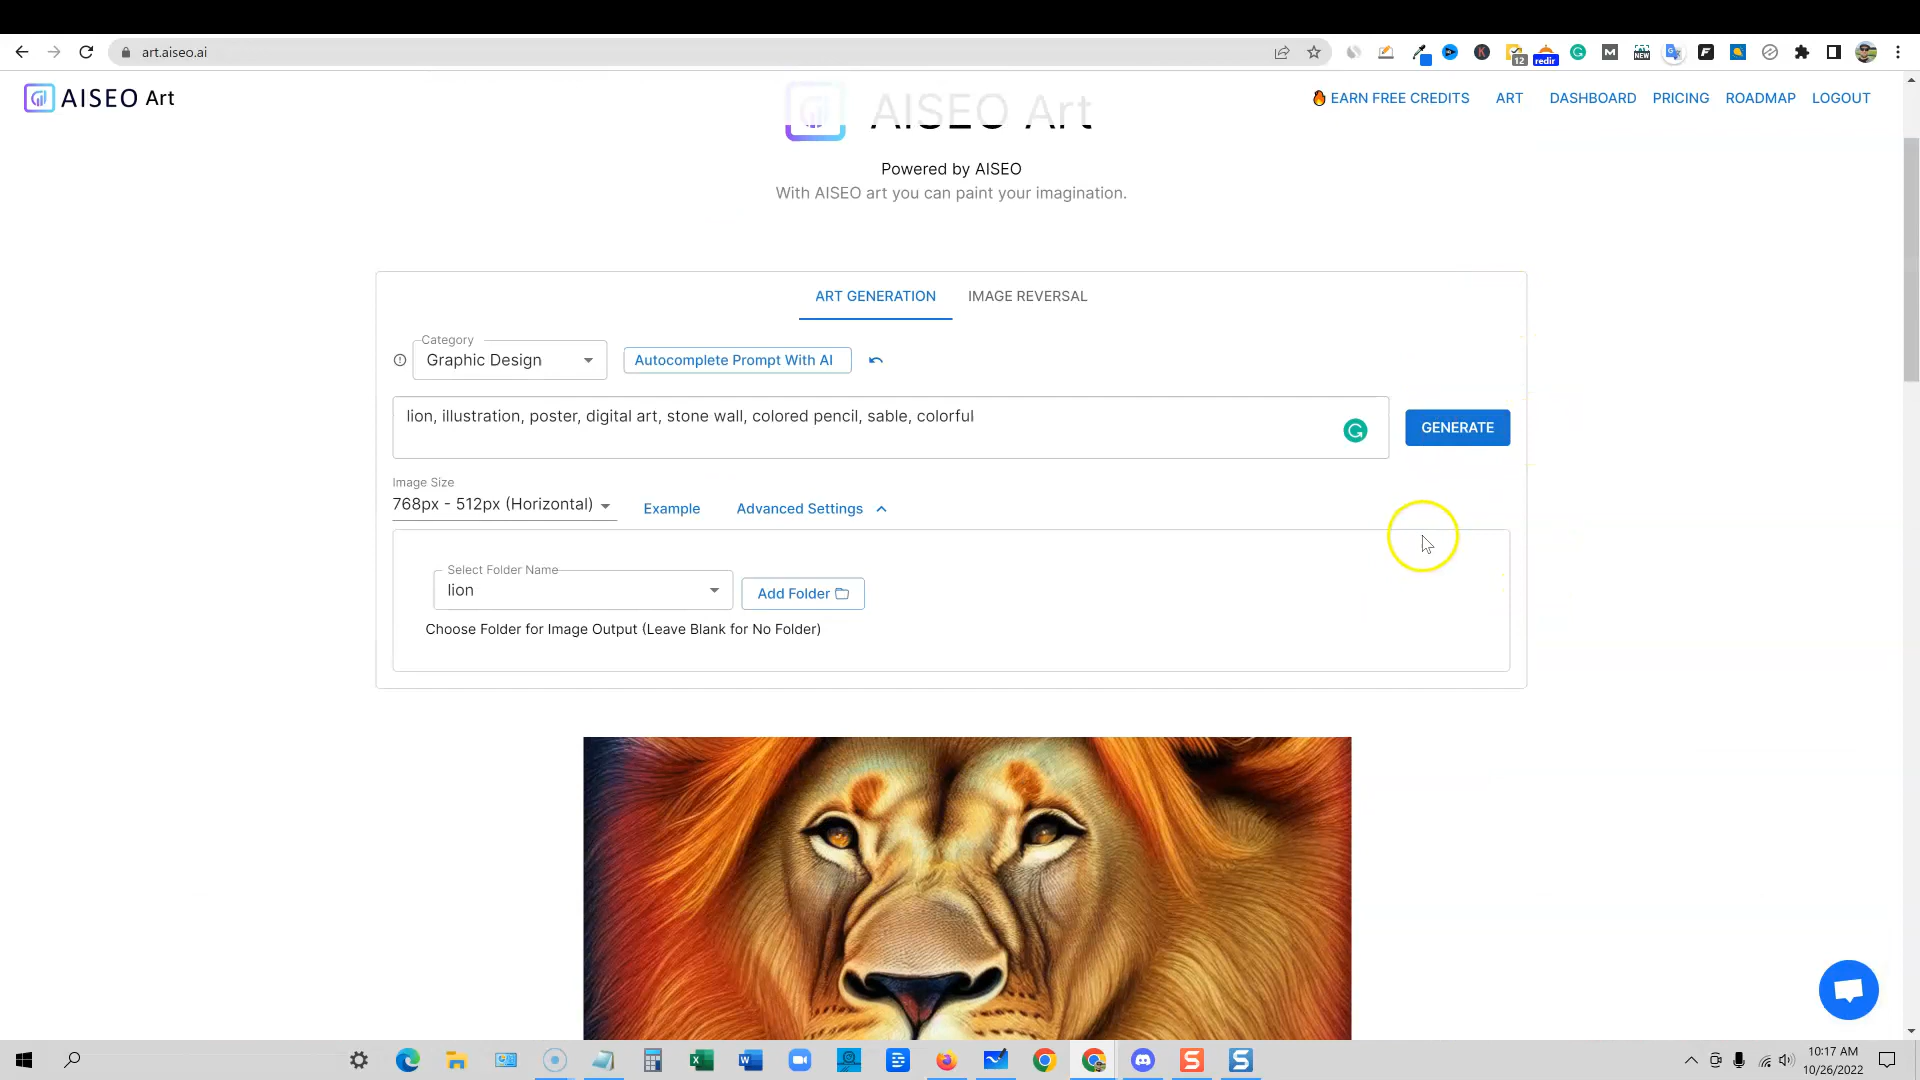 art.aiseo.ai
12
redir
NEW
AISEO Art
AISEO Art
EARN FREE CREDITS
ART
DASHBOARD
PRICING
ROADMAP
LOGOUT
Powered by AISEO
With AISEO art you can paint your imagination.
ART GENERATION
IMAGE REVERSAL
Category
Graphic Design
Autocomplete Prompt With AI
lion, illustration, poster, digital art, stone wall, colored pencil, sable, colorful
GENERATE
Image Size
768px - 512px (Horizontal)
Example
Advanced Settings
Select Folder Name
lion
Add Folder
Choose Folder for Image Output (Leave Blank for No Folder)
10:17 AM
10/26/2022